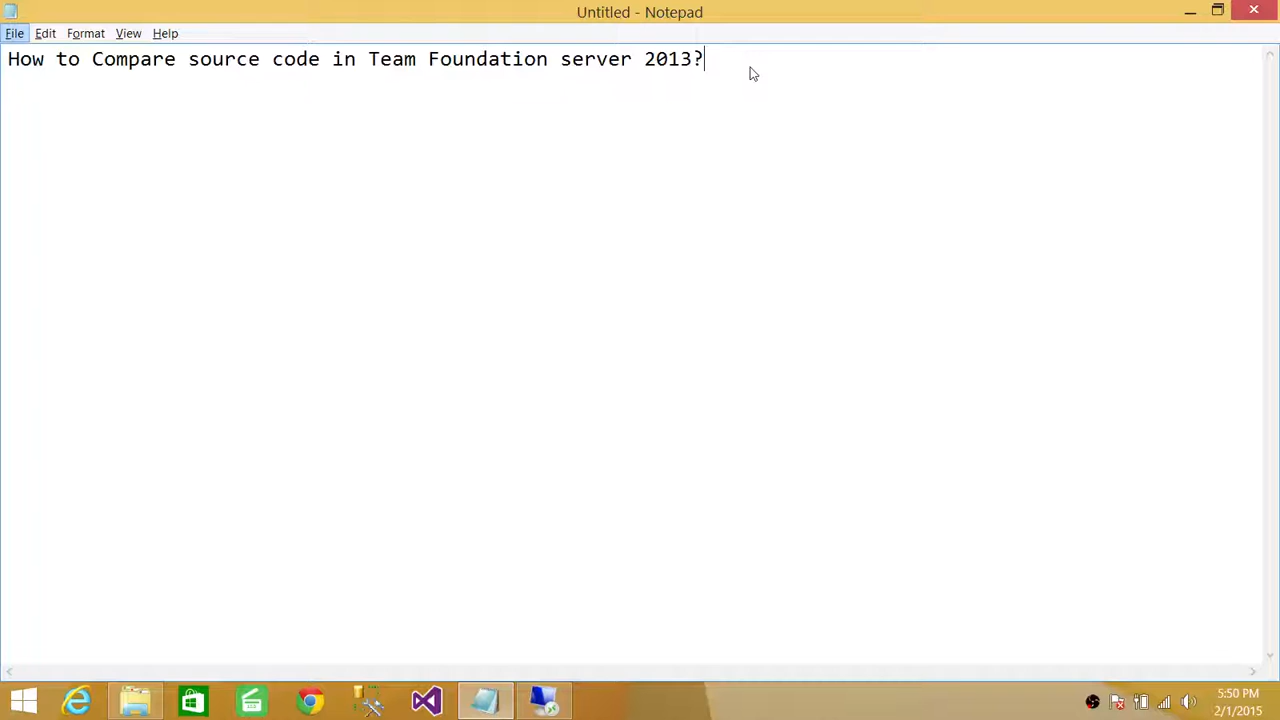 Untitled - Notepad
File Edit Format View Help
How to Compare source code in Team Foundation server 2013?
5:50 PM
2/1/2015